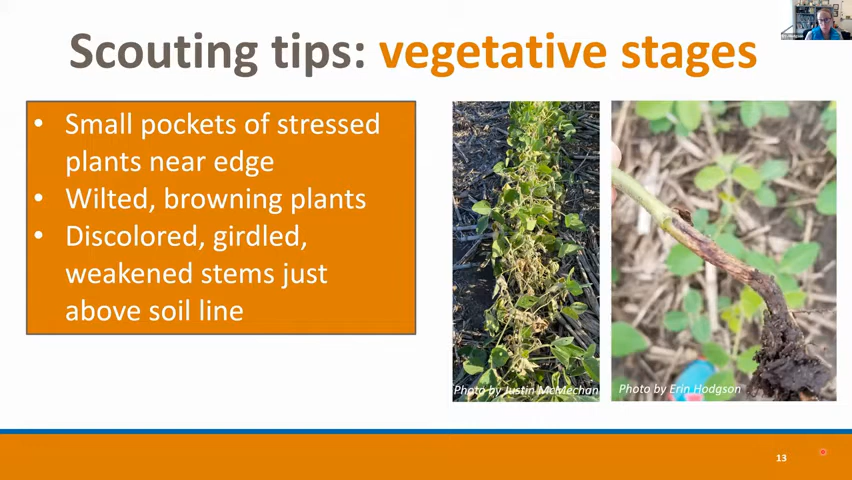 Scouting tips: vegetative stages
• Small pockets of stressed
plants near edge
• Wilted, browning plants
• Discolored, girdled,
weakened stems just
above soil line
Photo by Justin McMechan
Photo by Erin Hodgson
13